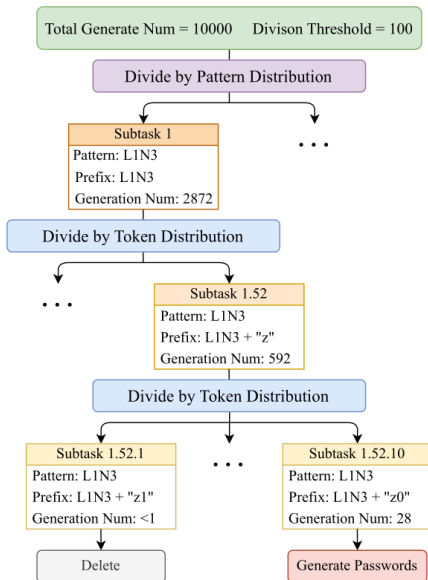 Total Generate Num = 10000 Divison Threshold = 100
Divide by Pattern Distribution
Subtask 1
Pattern: L1N3
Prefix: L1N3
Generation Num: 2872
• • •
Divide by Token Distribution
• • •
Subtask 1.52
Pattern: L1N3
Prefix: L1N3 + "z"
Generation Num: 592
Divide by Token Distribution
Subtask 1.52.1
Pattern: L1N3
Prefix: L1N3 + "z1"
Generation Num: <1
• • •
Subtask 1.52.10
Pattern: L1N3
Prefix: L1N3 + "z0"
Generation Num: 28
Delete
Generate Passwords